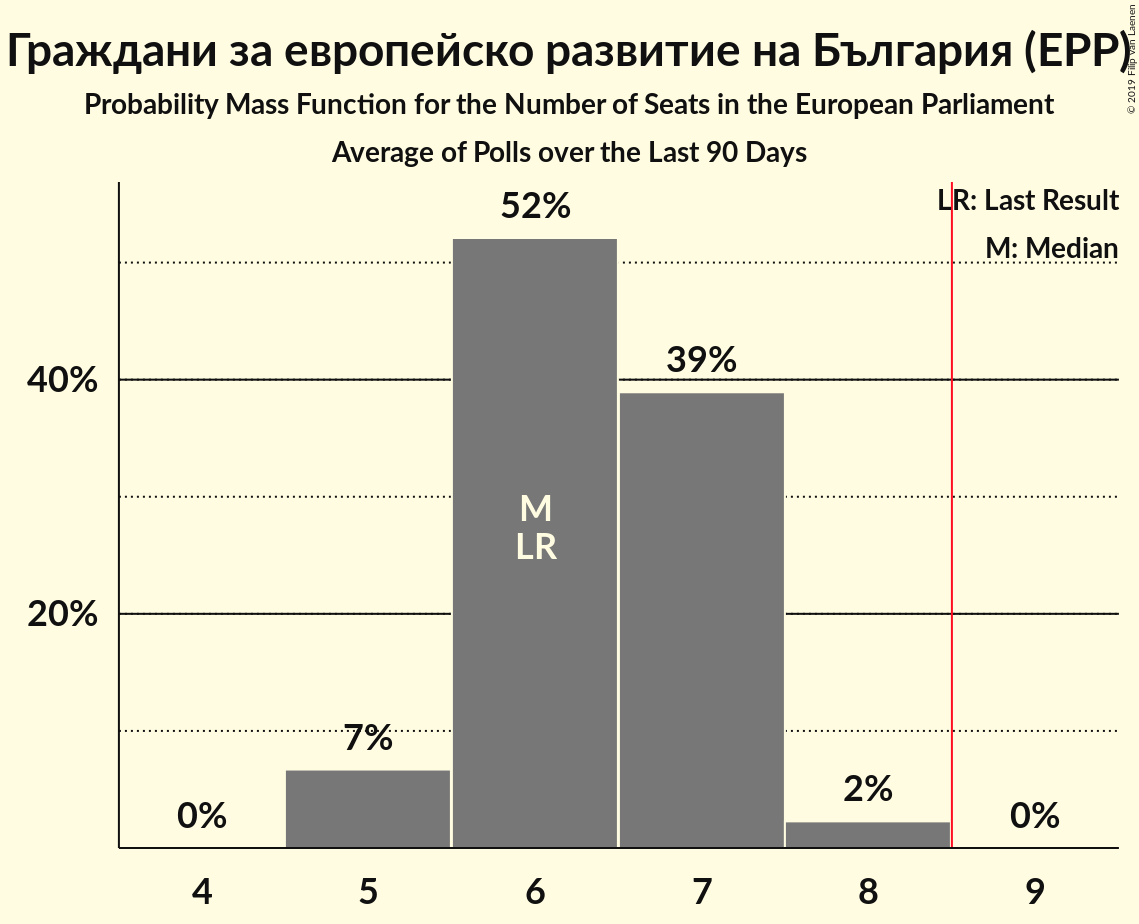 Граждани за европейско развитие на България (EPP)
© 2019 Filip van Laenen
Probability Mass Function for the Number of Seats in the European Parliament
Average of Polls over the Last 90 Days
LR: Last Result
M: Median
52%
39%
40%
M
LR
20%
7%
2%
0%
0%
4 5 6 7 8 9